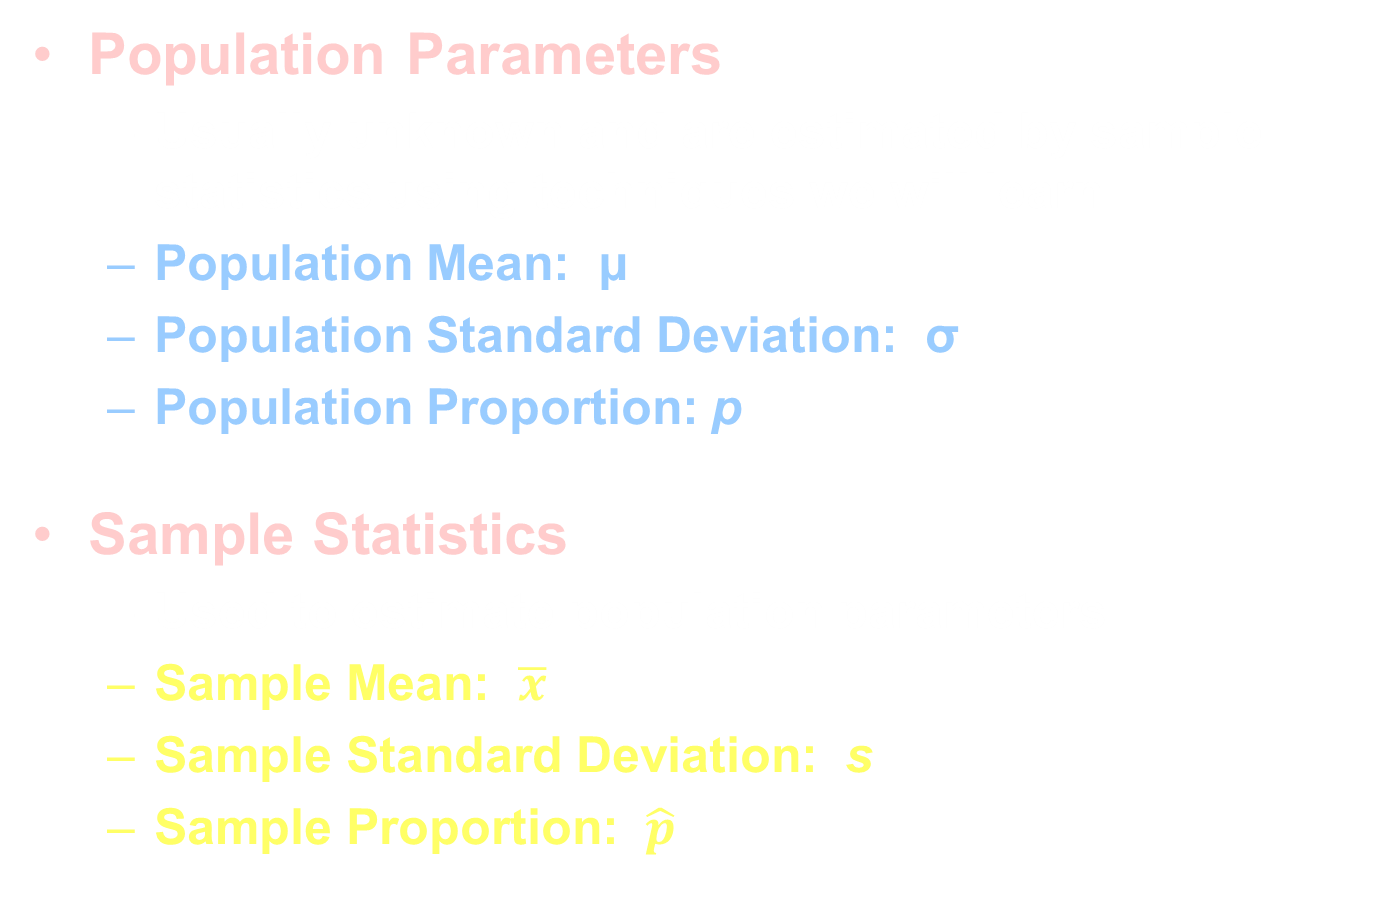 • Population Parameters
– Population Mean: μ
– Population Standard Deviation: σ
– Population Proportion: p
• Sample Statistics
– Sample Mean: x̅
– Sample Standard Deviation: s
– Sample Proportion: p̂